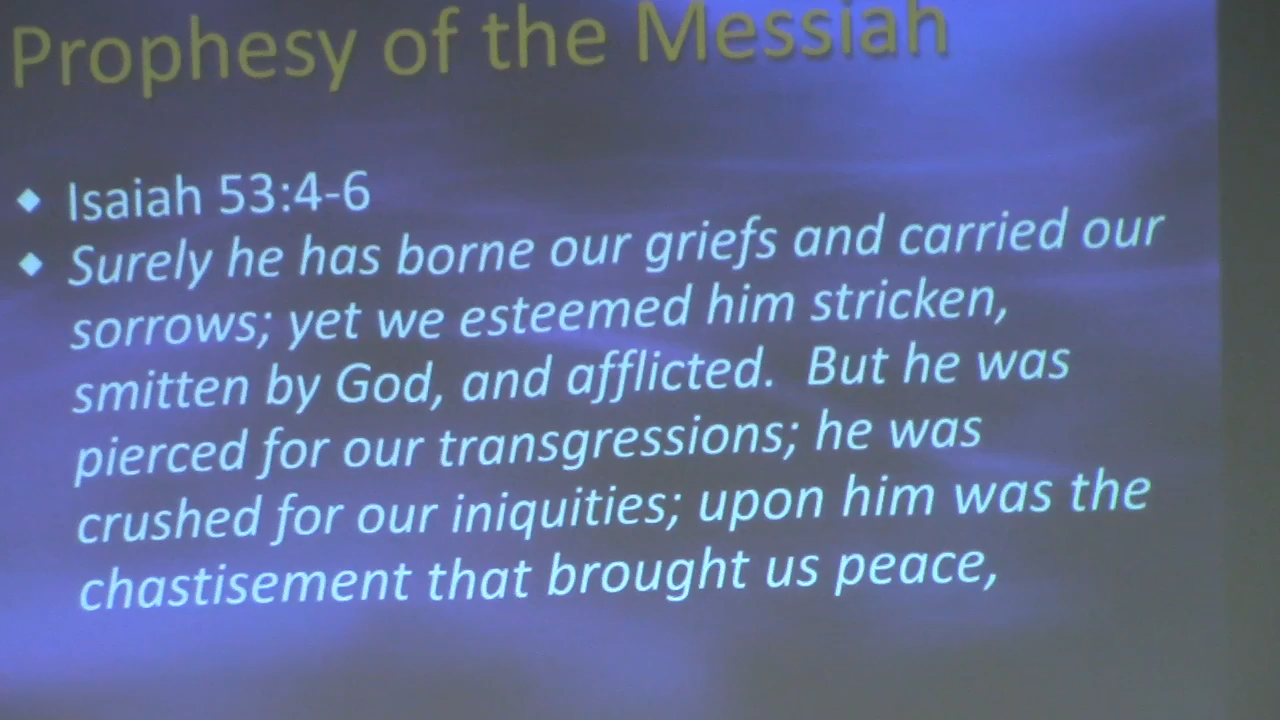 Prophesy of the Messiah
◆ Isaiah 53:4-6
◆ Surely he has borne our griefs and carried our
sorrows; yet we esteemed him stricken,
smitten by God, and afflicted.  But he was
pierced for our transgressions; he was
crushed for our iniquities; upon him was the
chastisement that brought us peace,